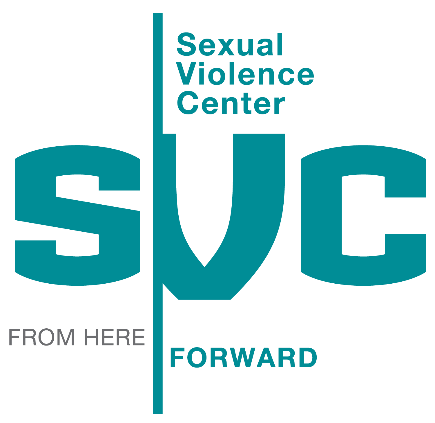 Sexual
Violence
Center
SVC
FROM HERE
FORWARD